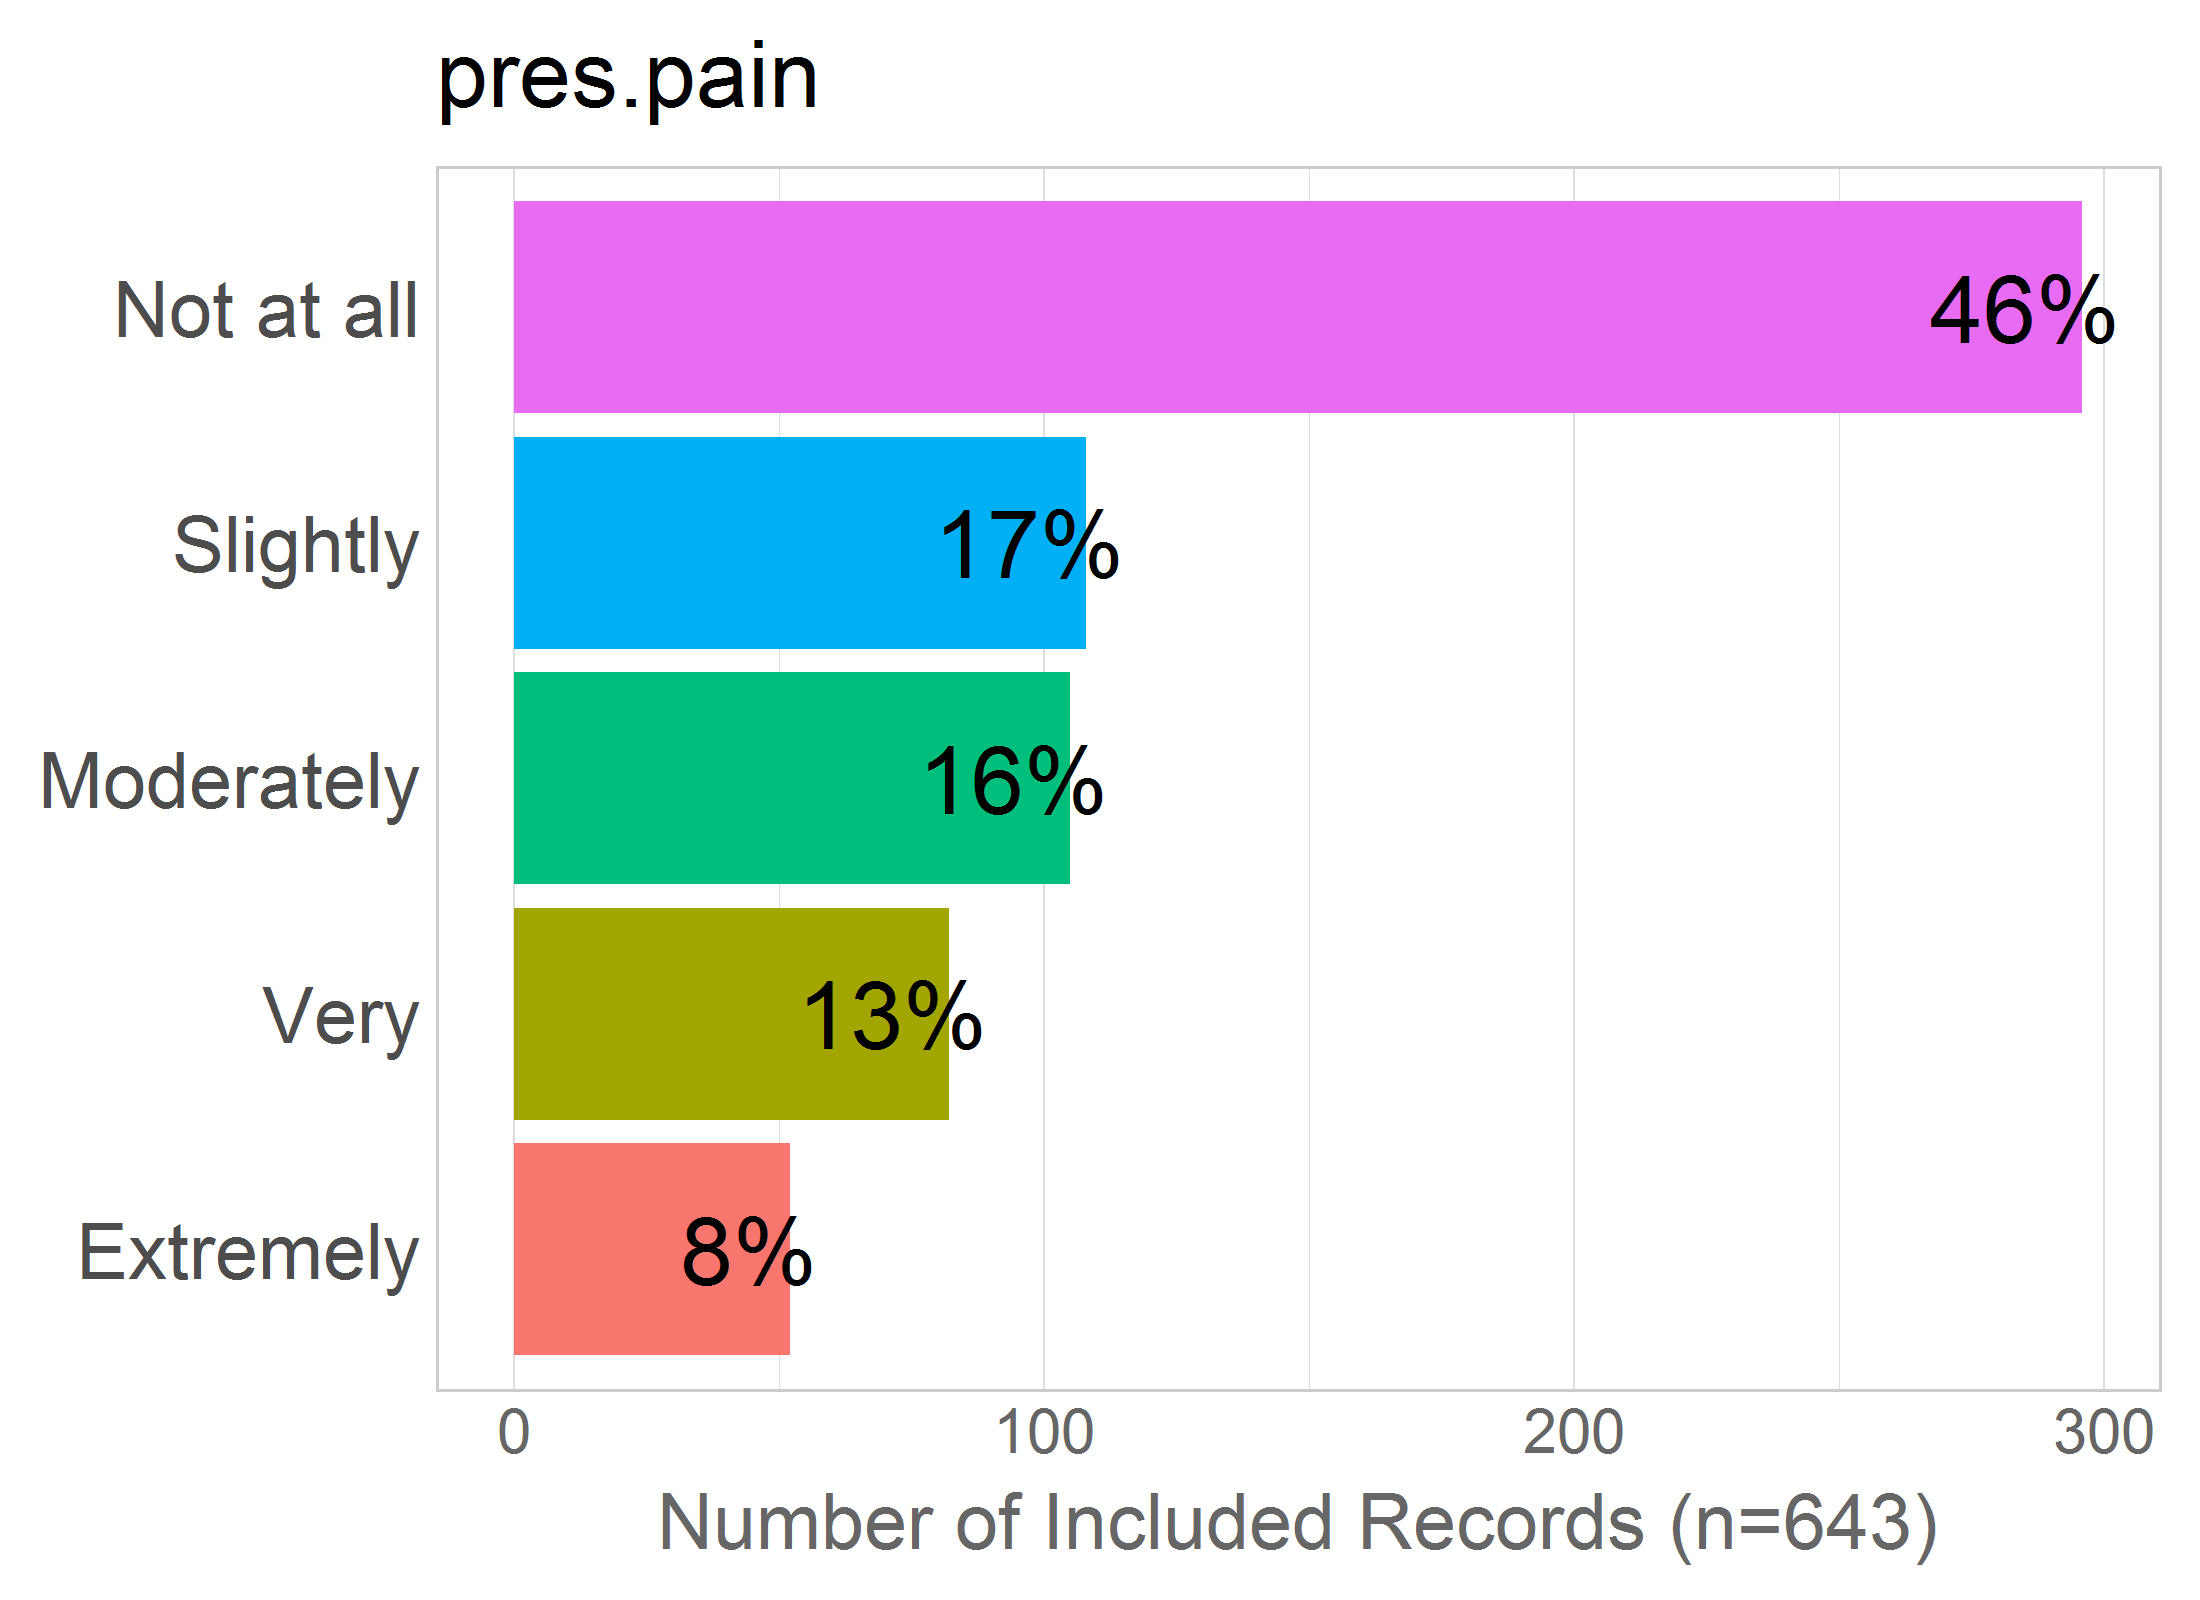 pres.pain
Not at all
46%
Slightly
17%
Moderately
16%
Very
13%
Extremely
8%
0 100 200 300
Number of Included Records (n=643)